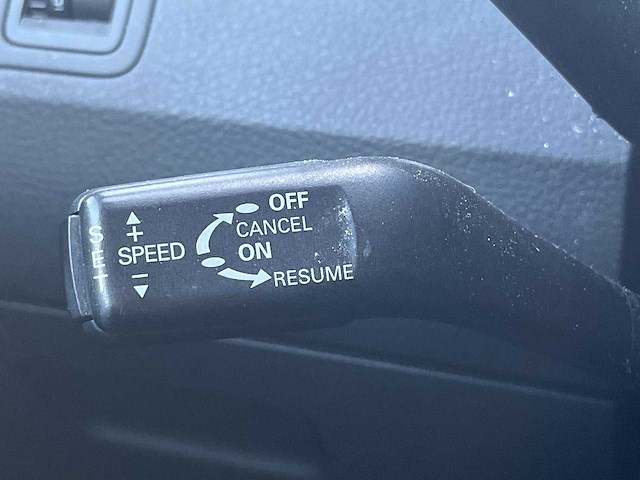 SET
+
SPEED
−
OFF
CANCEL
ON
RESUME